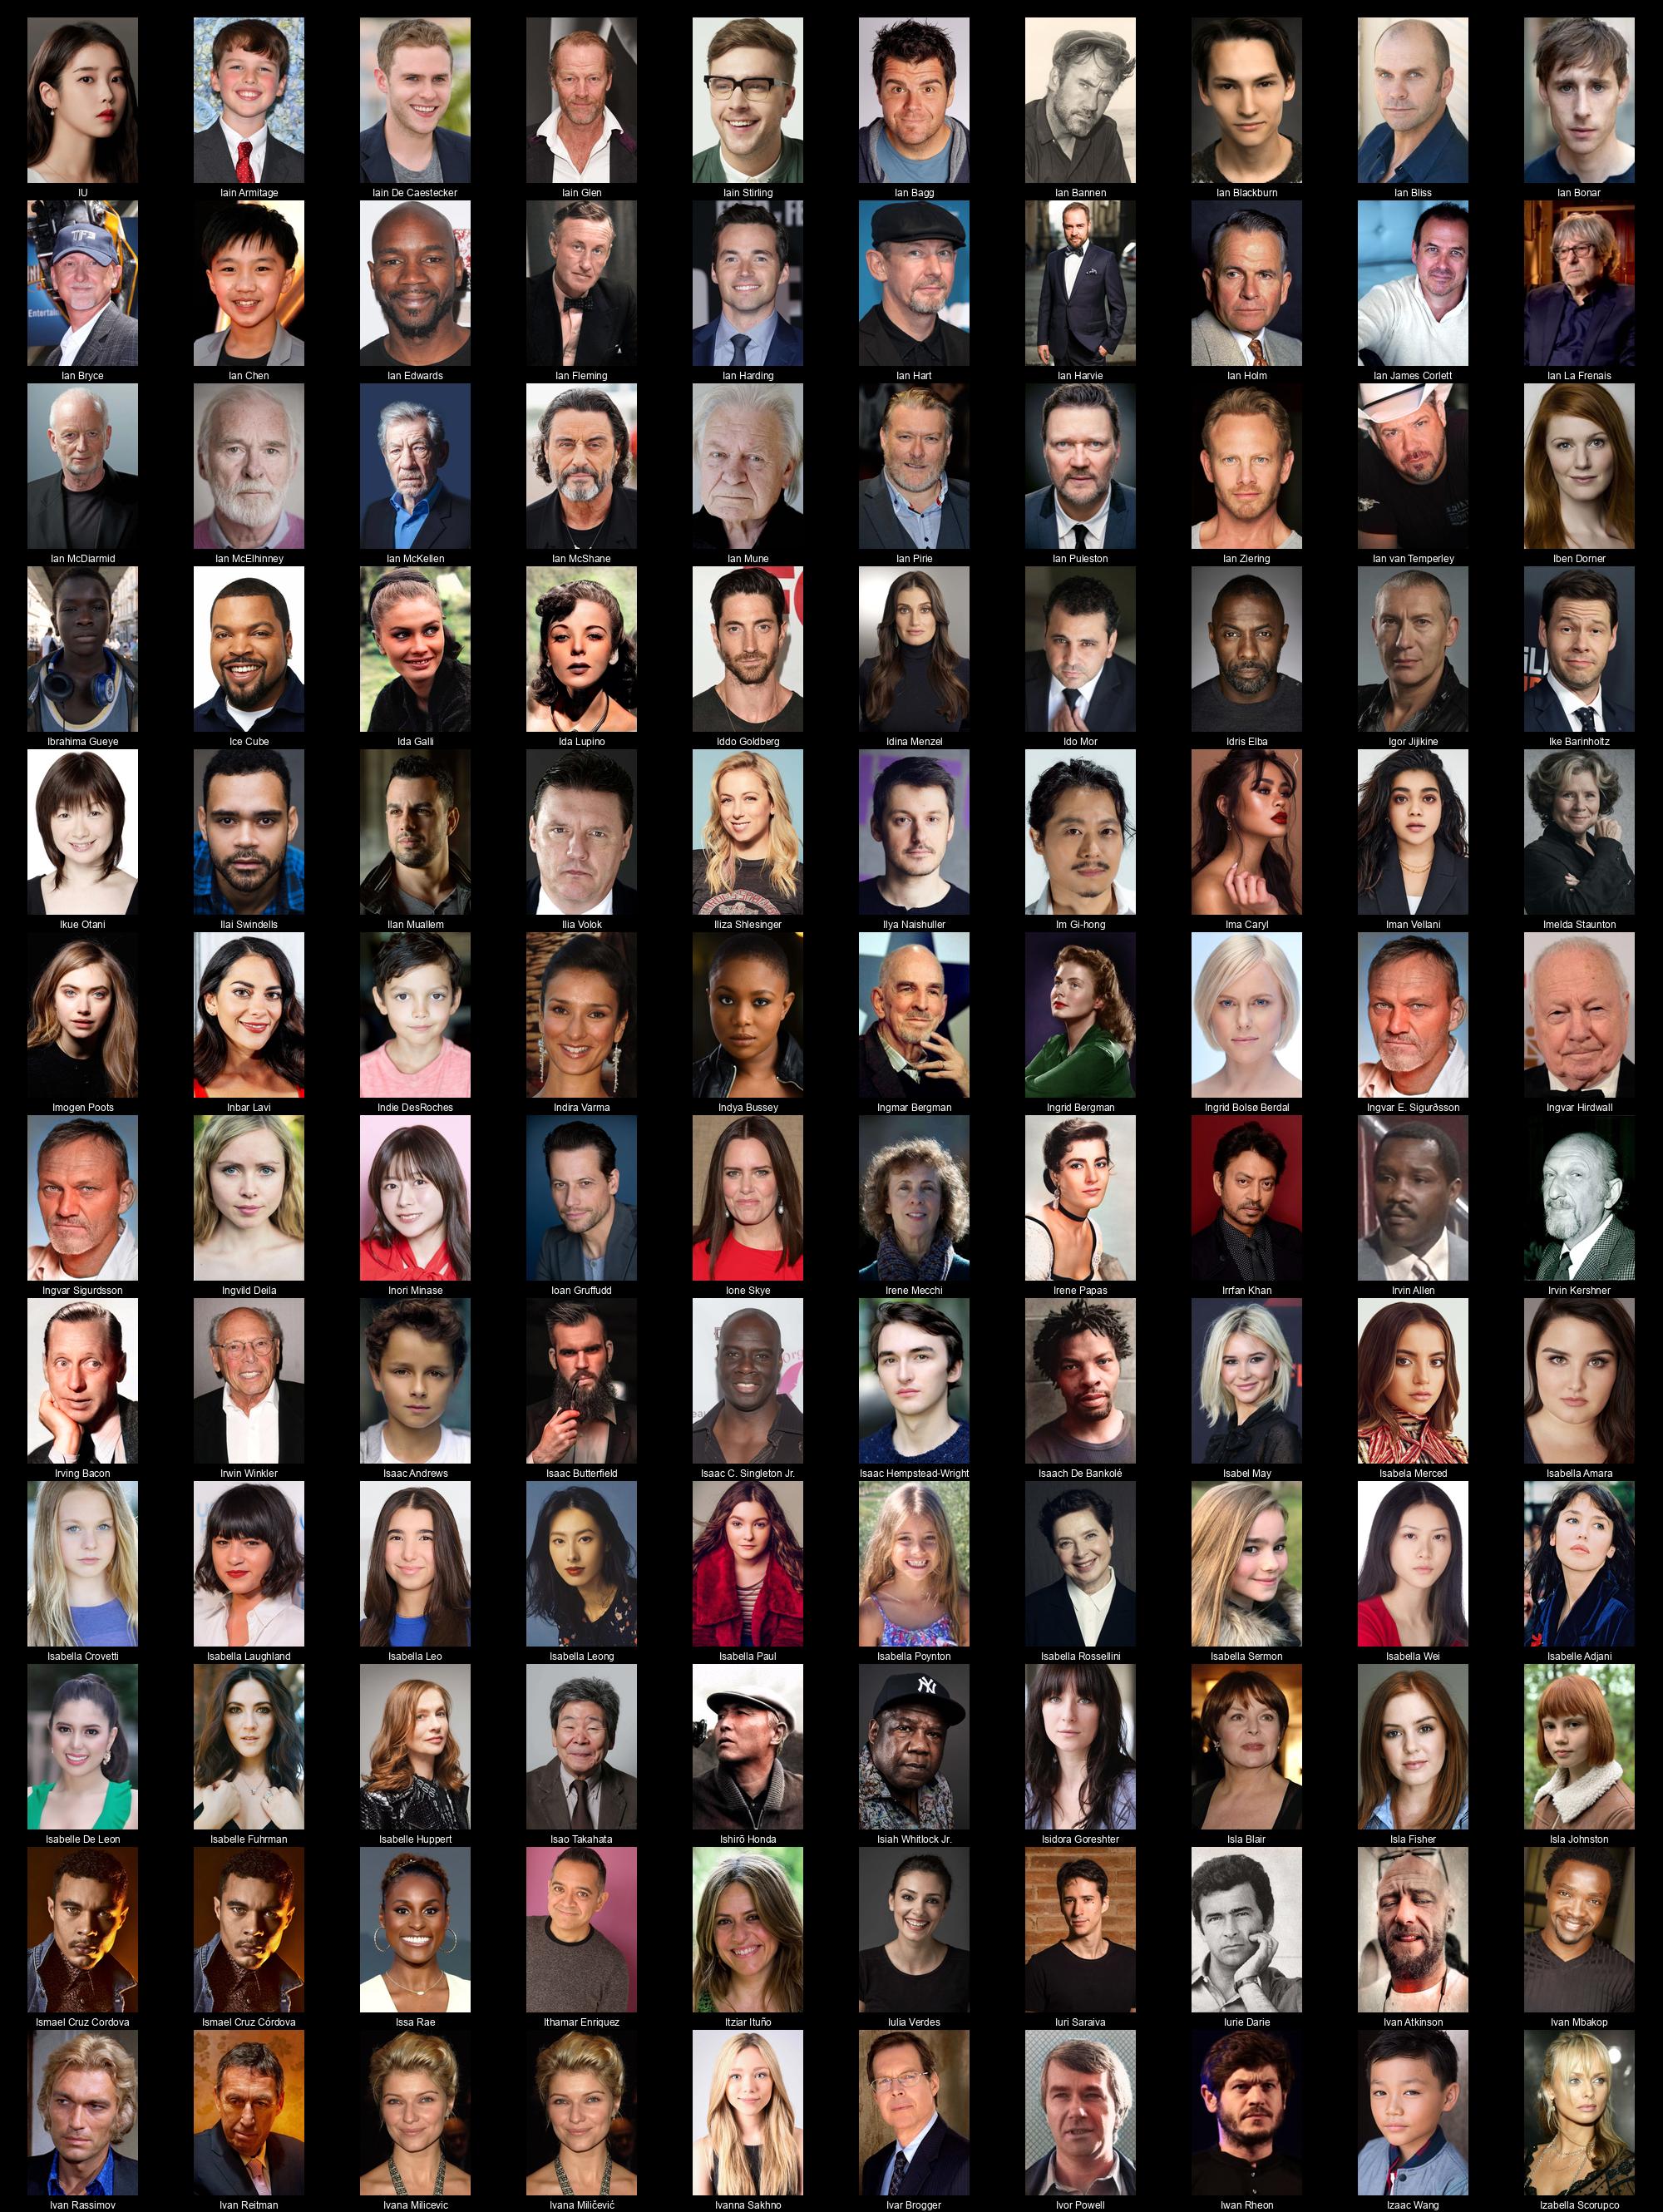 IU
Iain Armitage
Iain De Caestecker
Iain Glen
Iain Stirling
Ian Bagg
Ian Bannen
Ian Blackburn
Ian Bliss
Ian Bonar
Ian Bryce
Ian Chen
Ian Edwards
Ian Fleming
Ian Harding
Ian Hart
Ian Harvie
Ian Holm
Ian James Corlett
Ian La Frenais
Ian McDiarmid
Ian McElhinney
Ian McKellen
Ian McShane
Ian Mune
Ian Pirie
Ian Puleston
Ian Ziering
Ian van Temperley
Iben Dorner
Ibrahima Gueye
Ice Cube
Ida Galli
Ida Lupino
Iddo Goldberg
Idina Menzel
Ido Mor
Idris Elba
Igor Jijikine
Ike Barinholtz
Ikue Otani
Ilai Swindells
Ilan Muallem
Ilia Volok
Iliza Shlesinger
Ilya Naishuller
Im Gi-hong
Ima Caryl
Iman Vellani
Imelda Staunton
Imogen Poots
Inbar Lavi
Indie DesRoches
Indira Varma
Indya Bussey
Ingmar Bergman
Ingrid Bergman
Ingrid Bolsø Berdal
Ingvar E. Sigurðsson
Ingvar Hirdwall
Ingvar Sigurdsson
Ingvild Deila
Inori Minase
Ioan Gruffudd
Ione Skye
Irene Mecchi
Irene Papas
Irrfan Khan
Irvin Allen
Irvin Kershner
Irving Bacon
Irwin Winkler
Isaac Andrews
Isaac Butterfield
Isaac C. Singleton Jr.
Isaac Hempstead-Wright
Isaach De Bankolé
Isabel May
Isabela Merced
Isabella Amara
Isabella Crovetti
Isabella Laughland
Isabella Leo
Isabella Leong
Isabella Paul
Isabella Poynton
Isabella Rossellini
Isabella Sermon
Isabella Wei
Isabelle Adjani
Isabelle De Leon
Isabelle Fuhrman
Isabelle Huppert
Isao Takahata
Ishirō Honda
Isiah Whitlock Jr.
Isidora Goreshter
Isla Blair
Isla Fisher
Isla Johnston
Ismael Cruz Cordova
Ismael Cruz Córdova
Issa Rae
Ithamar Enriquez
Itziar Ituño
Iulia Verdes
Iuri Saraiva
Iurie Darie
Ivan Atkinson
Ivan Mbakop
Ivan Rassimov
Ivan Reitman
Ivana Milicevic
Ivana Miličević
Ivanna Sakhno
Ivar Brogger
Ivor Powell
Iwan Rheon
Izaac Wang
Izabella Scorupco